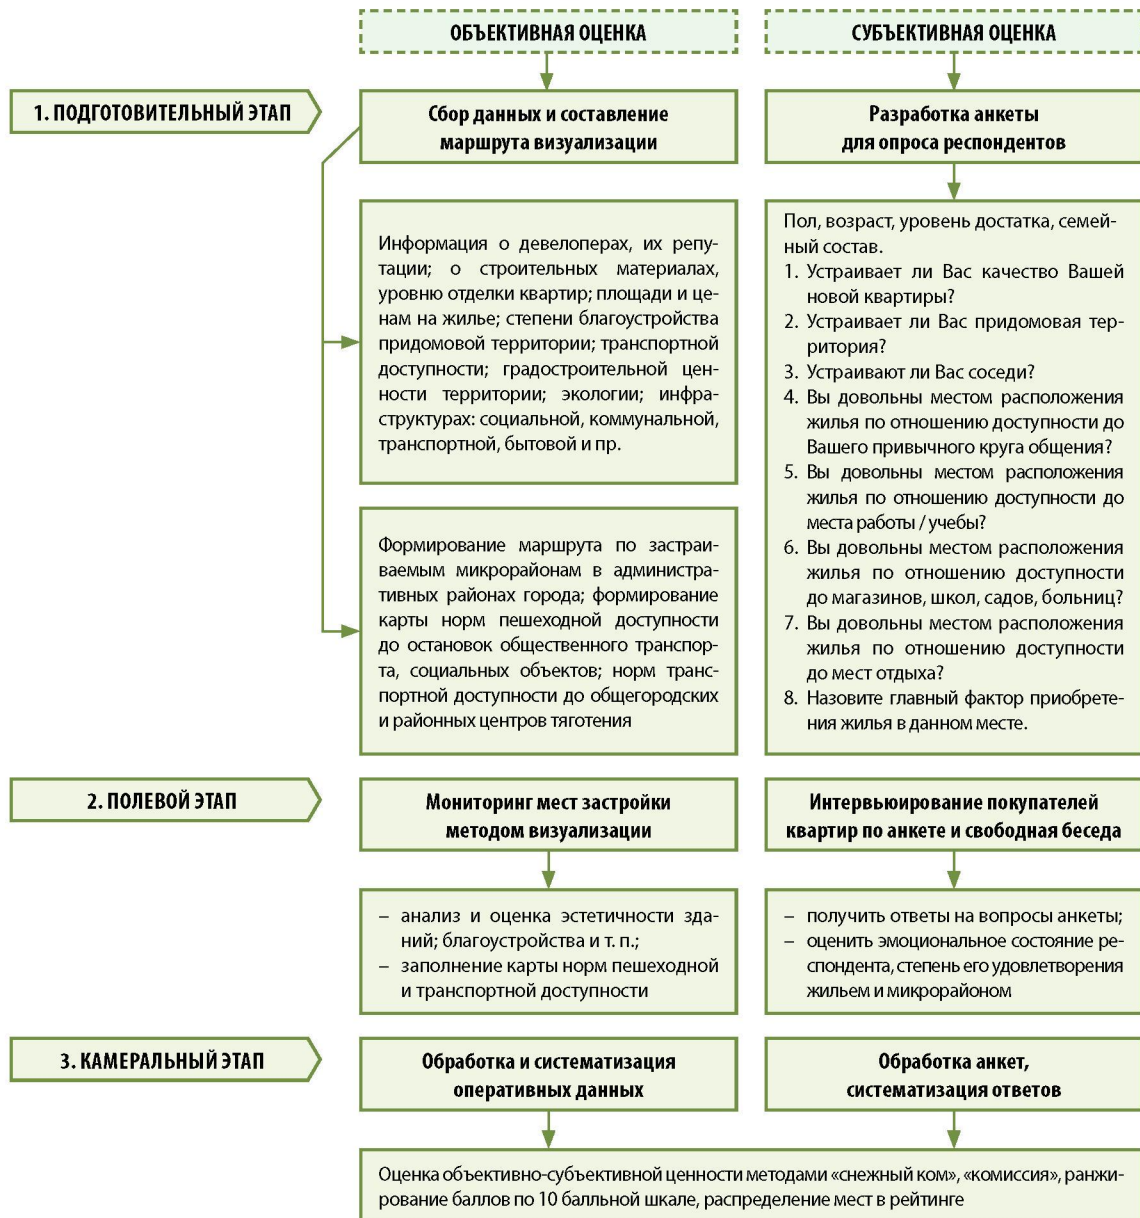 ОБЪЕКТИВНАЯ ОЦЕНКА
СУБЪЕКТИВНАЯ ОЦЕНКА
1. ПОДГОТОВИТЕЛЬНЫЙ ЭТАП
Сбор данных и составление
маршрута визуализации
Разработка анкеты
для опроса респондентов
Информация о девелоперах, их репу-
тации; о строительных материалах,
уровню отделки квартир; площади и це-
нам на жилье; степени благоустройства
придомовой территории; транспортной
доступности; градостроительной цен-
ности территории; экологии; инфра-
структурах: социальной, коммунальной,
транспортной, бытовой и пр.
Формирование маршрута по застраи-
ваемым микрорайонам в администра-
тивных районах города; формирование
карты норм пешеходной доступности
до остановок общественного транспор-
та, социальных объектов; норм тран-
спортной доступности до общегородских
и районных центров тяготения
Пол, возраст, уровень достатка, семей-
ный состав.
1. Устраивает ли Вас качество Вашей
новой квартиры?
2. Устраивает ли Вас придомовая тер-
ритория?
3. Устраивают ли Вас соседи?
4. Вы довольны местом расположения
жилья по отношению доступности до
Вашего привычного круга общения?
5. Вы довольны местом расположения
жилья по отношению доступности до
места работы / учебы?
6. Вы довольны местом расположения
жилья по отношению доступности
до магазинов, школ, садов, больниц?
7. Вы довольны местом расположения
жилья по отношению доступности
до мест отдыха?
8. Назовите главный фактор приобрете-
ния жилья в данном месте.
2. ПОЛЕВОЙ ЭТАП
Мониторинг мест застройки
методом визуализации
Интервьюирование покупателей
квартир по анкете и свободная беседа
– анализ и оценка эстетичности зда-
ний; благоустройства и т. п.;
– заполнение карты норм пешеходной
и транспортной доступности
– получить ответы на вопросы анкеты;
– оценить эмоциональное состояние ре-
спондента, степень его удовлетворения
жильем и микрорайоном
3. КАМЕРАЛЬНЫЙ ЭТАП
Обработка и систематизация
оперативных данных
Обработка анкет,
систематизация ответов
Оценка объективно-субъективной ценности методами «снежный ком», «комиссия», ранжи-
рование баллов по 10 балльной шкале, распределение мест в рейтинге